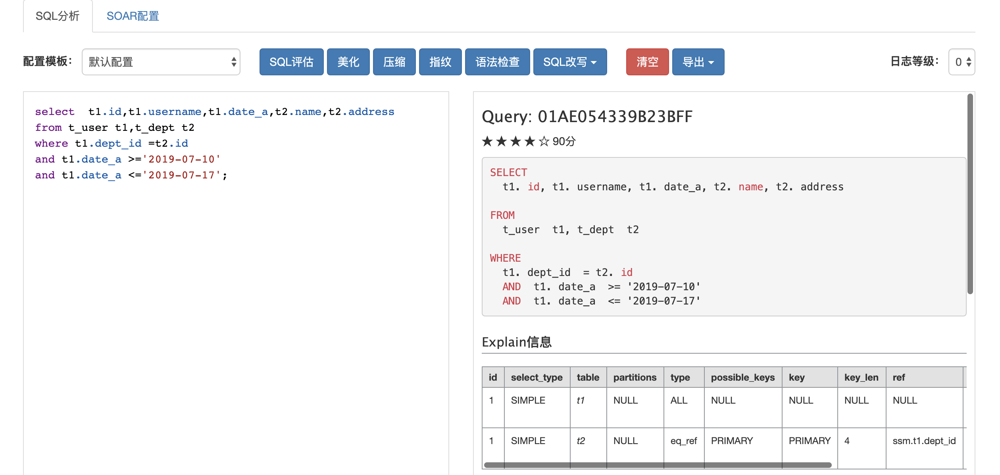 SQL分析 SOAR配置
配置模板: 默认配置 SQL评估 美化 压缩 指纹 语法检查 SQL改写 清空 导出 日志等级: 0
select  t1.id,t1.username,t1.date_a,t2.name,t2.address
from t_user t1,t_dept t2
where t1.dept_id =t2.id
and t1.date_a >='2019-07-10'
and t1.date_a <='2019-07-17';
Query: 01AE054339B23BFF
★ ★ ★ ★ ☆ 90分
SELECT
  t1. id, t1. username, t1. date_a, t2. name, t2. address
FROM
  t_user  t1, t_dept  t2
WHERE
  t1. dept_id  = t2. id
  AND  t1. date_a  >= '2019-07-10'
  AND  t1. date_a  <= '2019-07-17'
Explain信息
id select_type table partitions type possible_keys key key_len ref
1 SIMPLE t1 NULL ALL NULL NULL NULL NULL
1 SIMPLE t2 NULL eq_ref PRIMARY PRIMARY 4 ssm.t1.dept_id